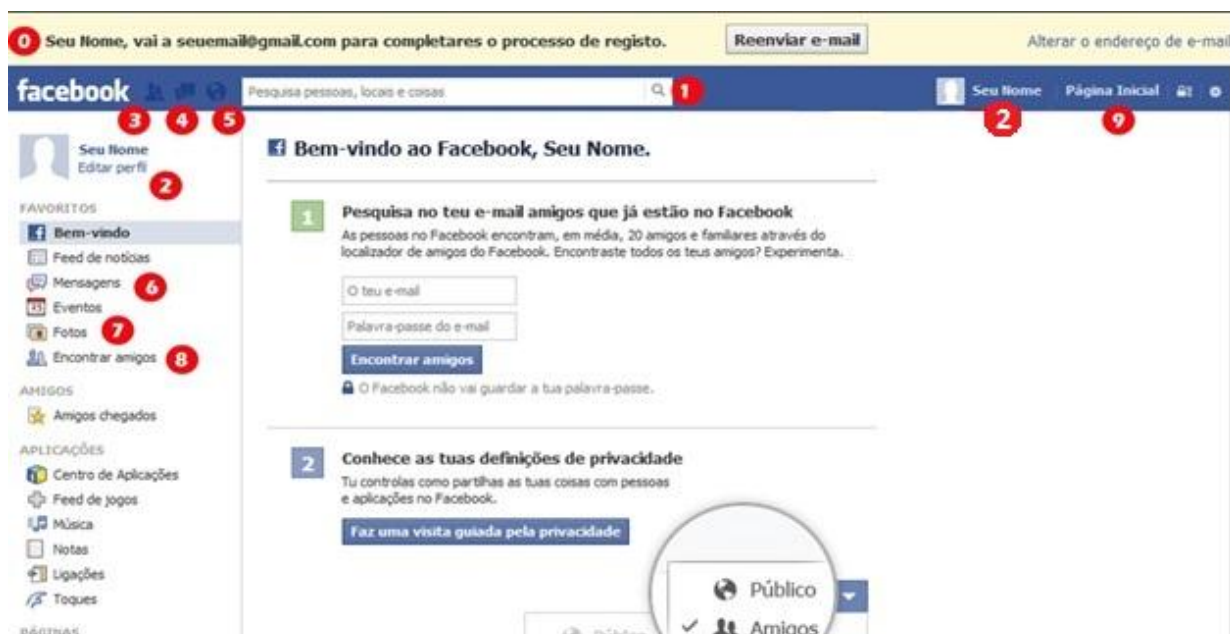 0 Seu Nome, vai a seuemail@gmail.com para completares o processo de registo. Reenviar e-mail Alterar o endereço de e-mail
facebook Pesquisa pessoas, locais e coisas 1 Seu Nome Página Inicial
3 4 5 2 9
Seu Nome
Editar perfil
2
FAVORITOS
Bem-vindo
Feed de notícias
Mensagens 6
Eventos
Fotos 7
Encontrar amigos 8
AMIGOS
Amigos chegados
APLICAÇÕES
Centro de Aplicações
Feed de jogos
Música
Notas
Ligações
Toques
PÁGINAS
Bem-vindo ao Facebook, Seu Nome.
1 Pesquisa no teu e-mail amigos que já estão no Facebook
As pessoas no Facebook encontram, em média, 20 amigos e familiares através do
localizador de amigos do Facebook. Encontraste todos os teus amigos? Experimenta.
O teu e-mail
Palavra-passe do e-mail
Encontrar amigos
O Facebook não vai guardar a tua palavra-passe.
2 Conhece as tuas definições de privacidade
Tu controlas como partilhas as tuas coisas com pessoas
e aplicações no Facebook.
Faz uma visita guiada pela privacidade
Público
Amigos